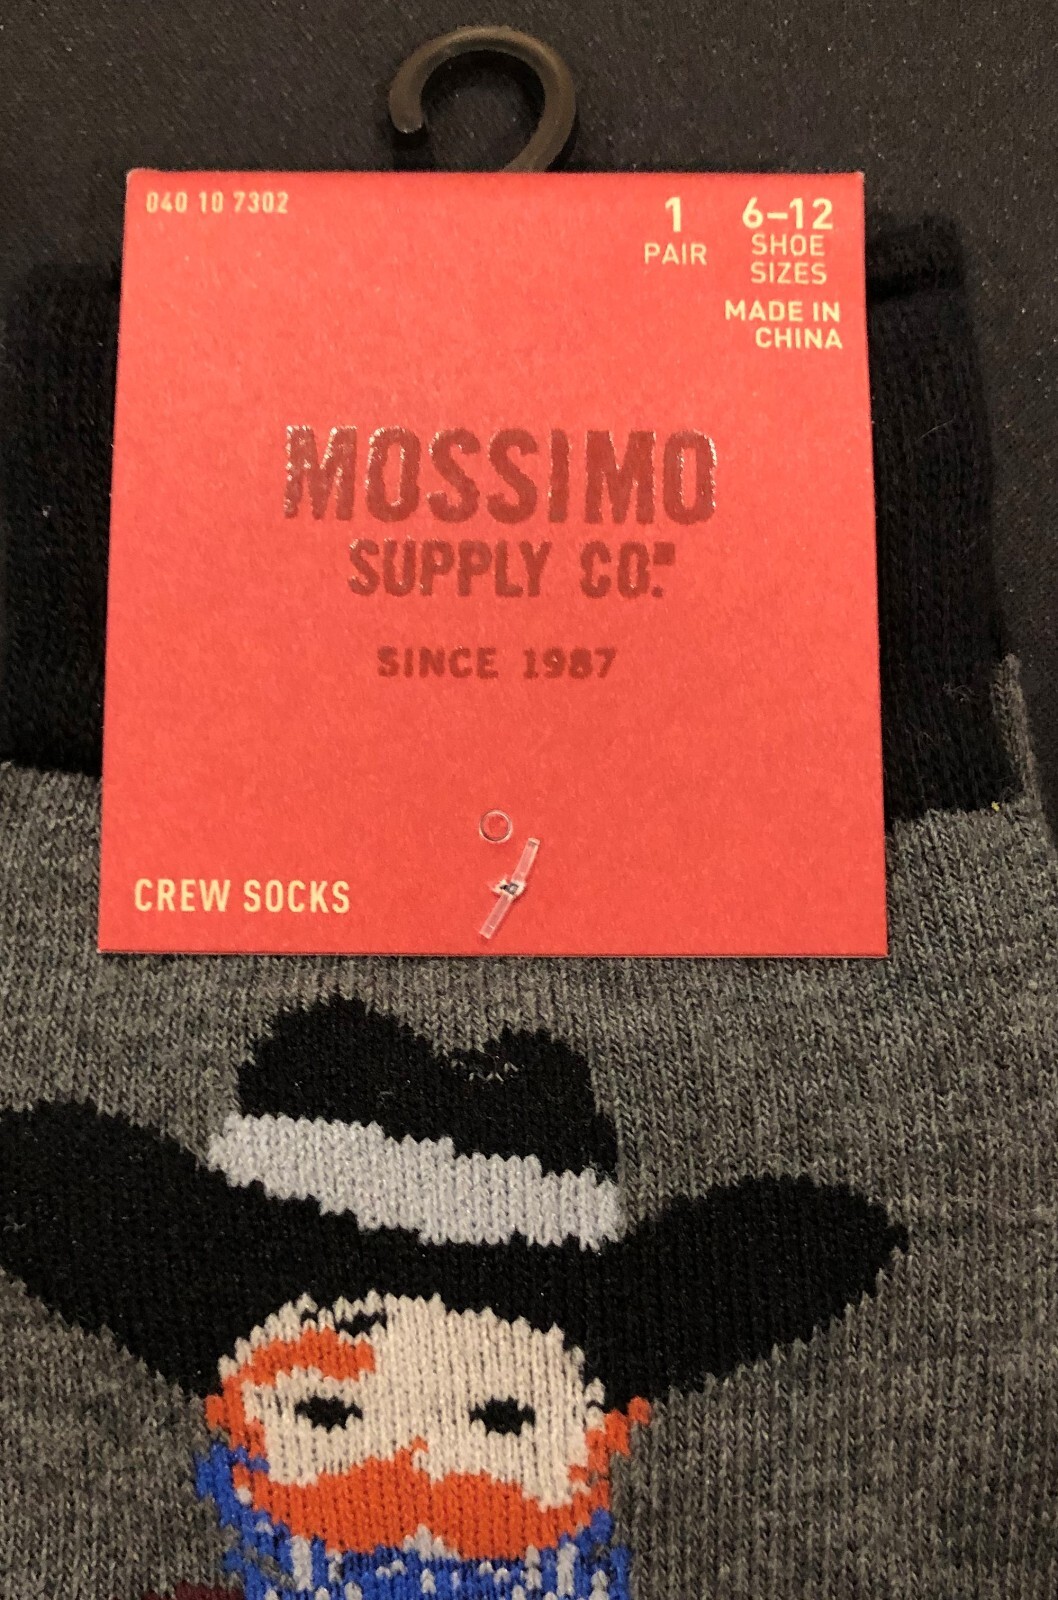 040 10 7302
1
PAIR
6–12
SHOE
SIZES
MADE IN
CHINA
MOSSIMO
SUPPLY CO.
SINCE 1987
CREW SOCKS